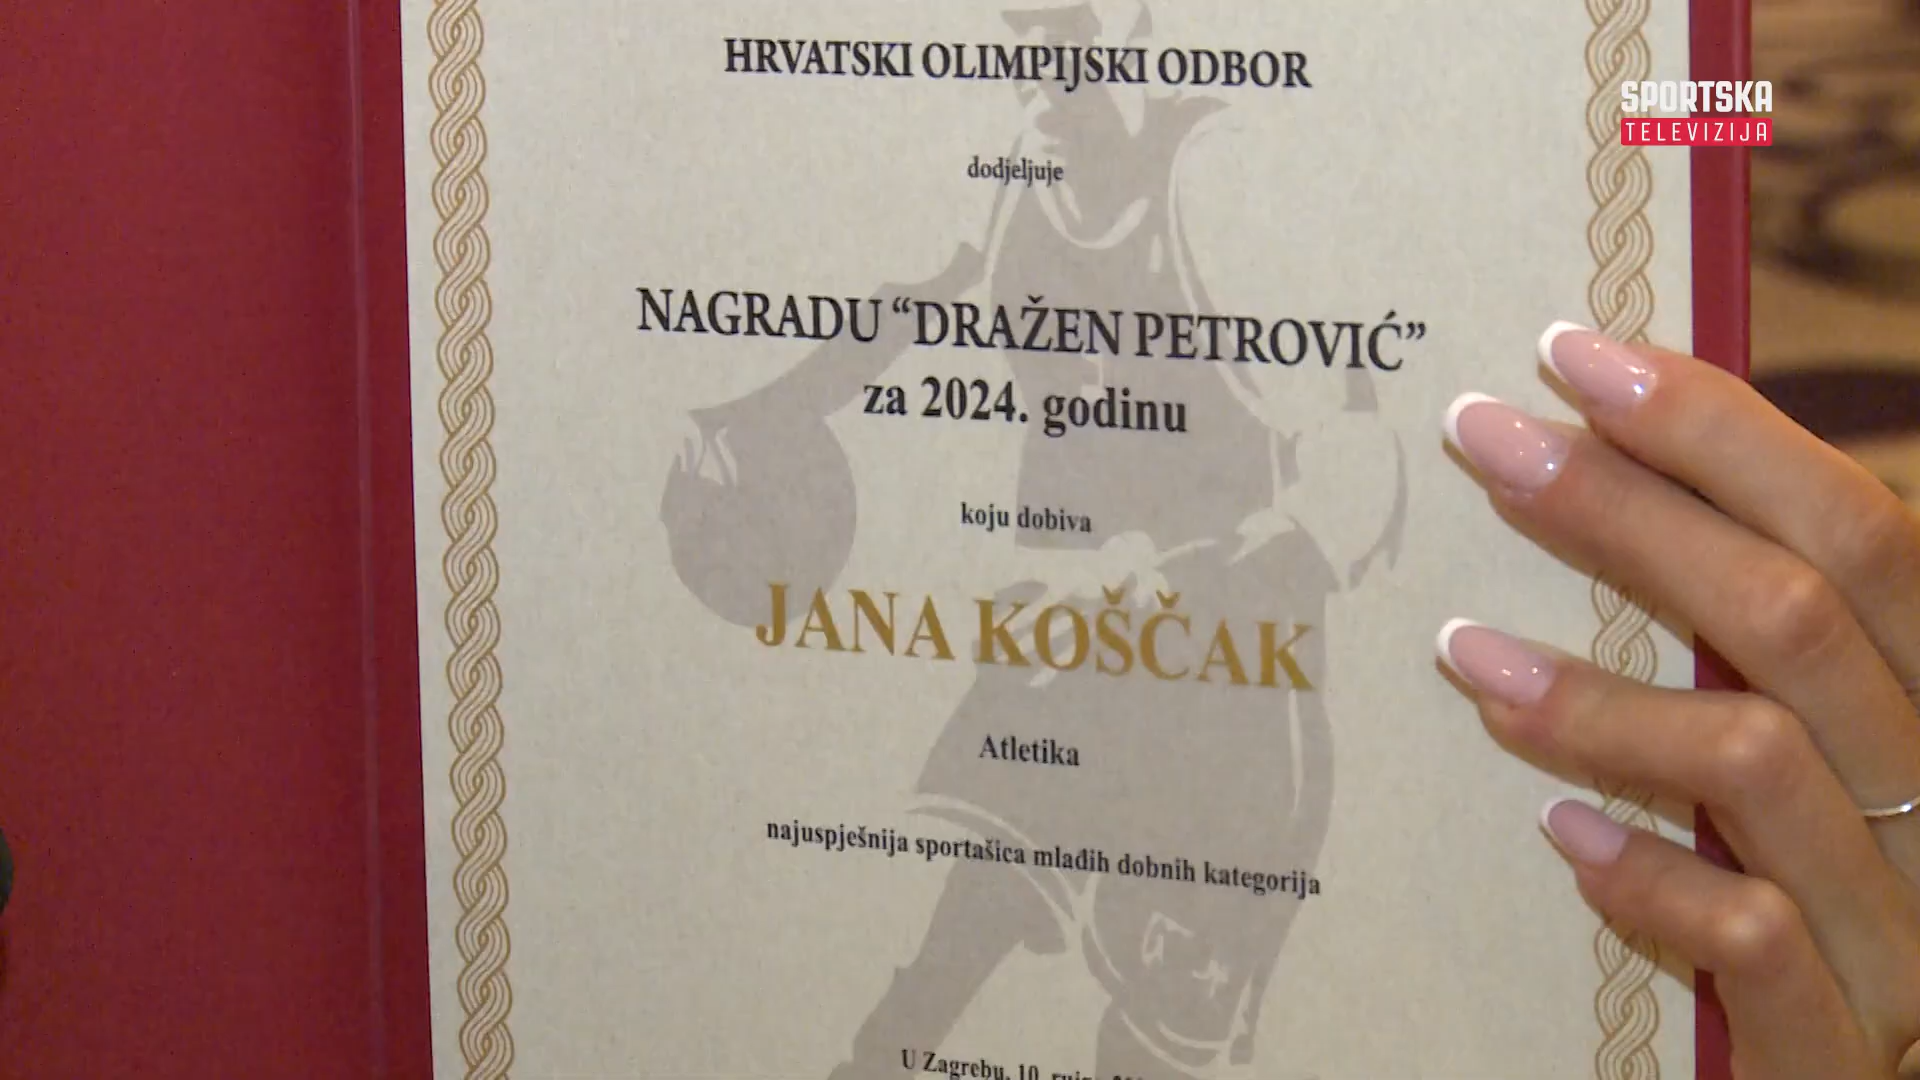 HRVATSKI OLIMPIJSKI ODBOR
SPORTSKA
TELEVIZIJA
dodjeljuje
NAGRADU “DRAŽEN PETROVIĆ”
za 2024. godinu
koju dobiva
JANA KOŠČAK
Atletika
najuspješnija sportašica mlađih dobnih kategorija
U Zagrebu, 10.